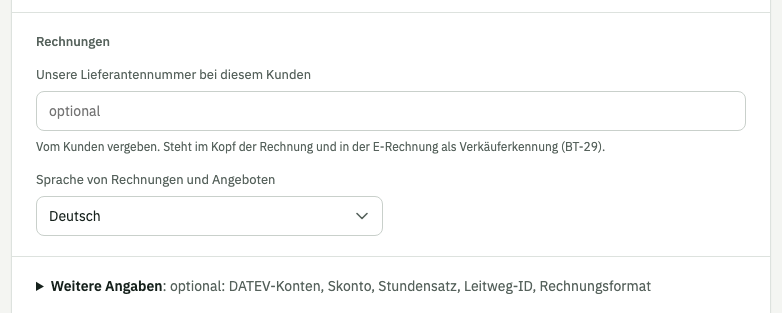 Rechnungen
Unsere Lieferantennummer bei diesem Kunden
optional
Vom Kunden vergeben. Steht im Kopf der Rechnung und in der E-Rechnung als Verkäuferkennung (BT-29).
Sprache von Rechnungen und Angeboten
Deutsch
Weitere Angaben: optional: DATEV-Konten, Skonto, Stundensatz, Leitweg-ID, Rechnungsformat